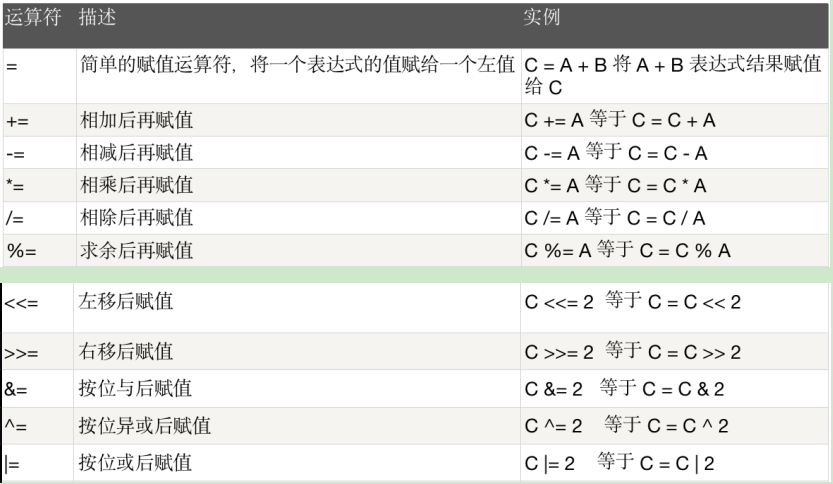 运算符 描述 实例
= 简单的赋值运算符，将一个表达式的值赋给一个左值 C = A + B 将 A + B 表达式结果赋值
给 C
+= 相加后再赋值 C += A 等于 C = C + A
-= 相减后再赋值 C -= A 等于 C = C - A
*= 相乘后再赋值 C *= A 等于 C = C * A
/= 相除后再赋值 C /= A 等于 C = C / A
%= 求余后再赋值 C %= A 等于 C = C % A
<<= 左移后赋值 C <<= 2 等于 C = C << 2
>>= 右移后赋值 C >>= 2 等于 C = C >> 2
&= 按位与后赋值 C &= 2 等于 C = C & 2
^= 按位异或后赋值 C ^= 2 等于 C = C ^ 2
|= 按位或后赋值 C |= 2 等于 C = C | 2